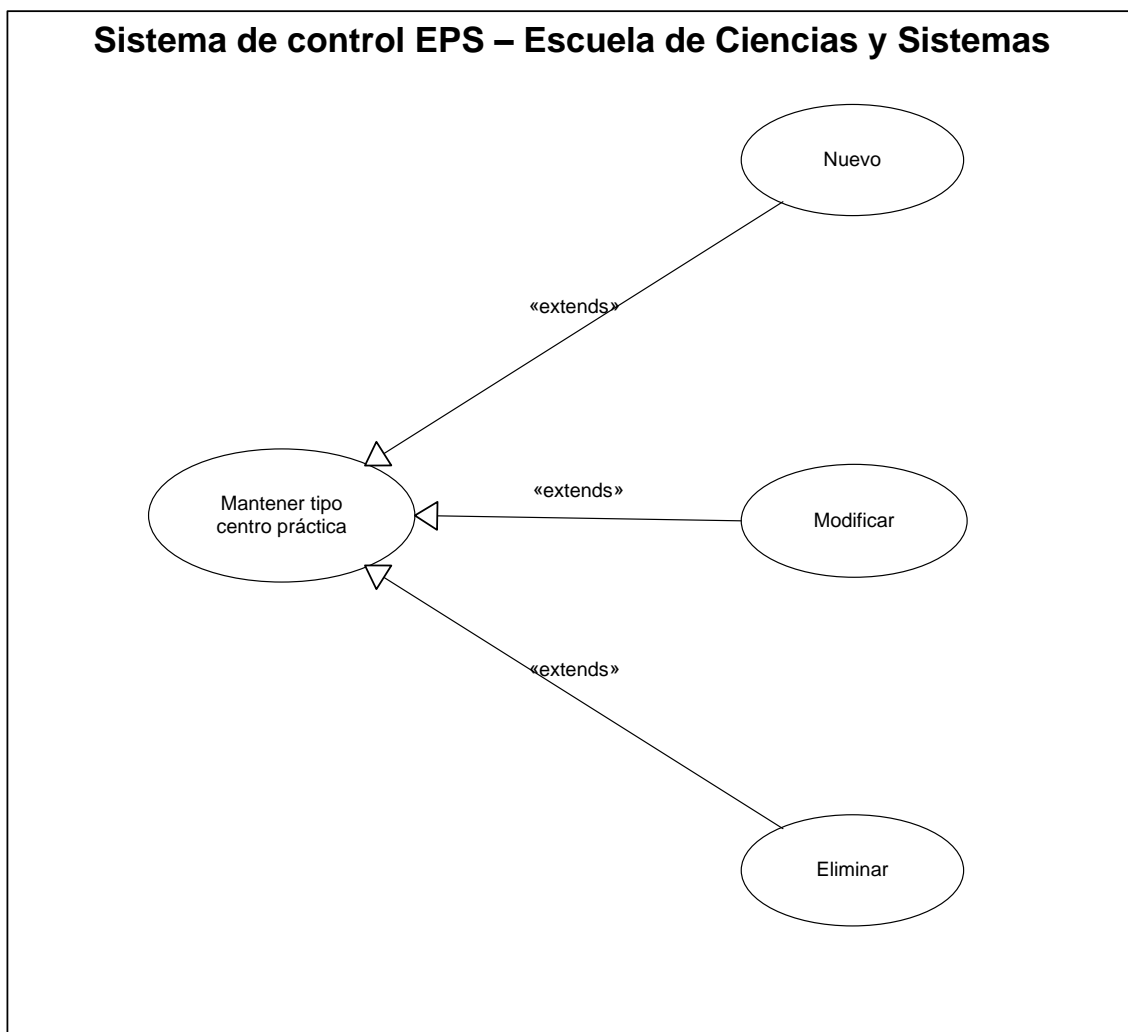 Sistema de control EPS – Escuela de Ciencias y Sistemas
Nuevo
«extends»
Mantener tipo
centro práctica
«extends»
Modificar
«extends»
Eliminar